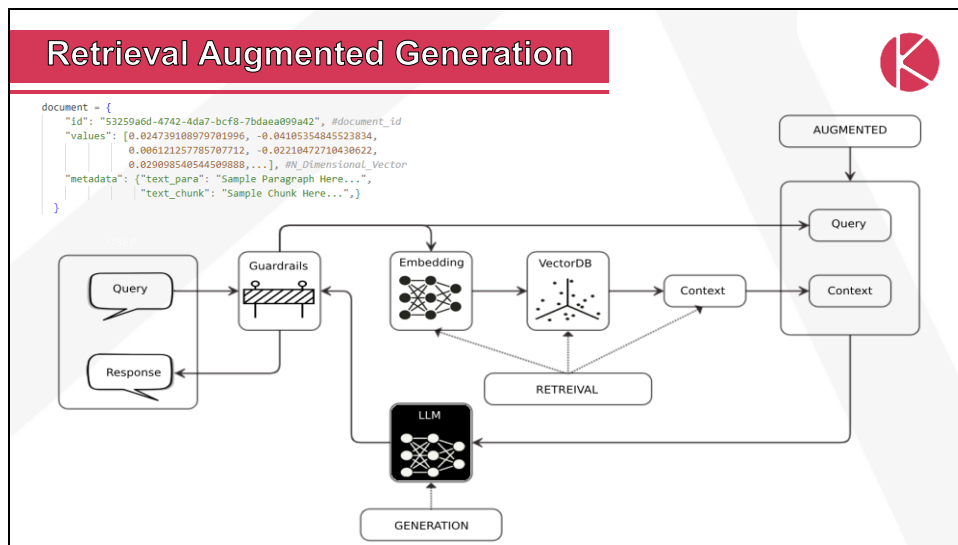 Retrieval Augmented Generation
document = {
"id": "53259a6d-4742-4da7-bcf8-7bdaea099a42", #document_id
"values": [0.024739108979701996, -0.04105354845523834,
0.006121257785707712, -0.02210472710430622,
0.029098540544509888,...], #N_Dimensional_Vector
"metadata": {"text_para": "Sample Paragraph Here...",
"text_chunk": "Sample Chunk Here...",}
}
AUGMENTED
Query
Guardrails
Embedding
VectorDB
Query
Context
Context
Response
RETREIVAL
LLM
GENERATION